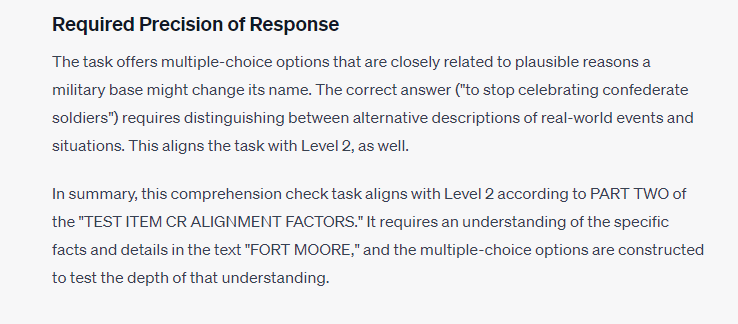 Required Precision of Response
The task offers multiple-choice options that are closely related to plausible reasons a
military base might change its name. The correct answer ("to stop celebrating confederate
soldiers") requires distinguishing between alternative descriptions of real-world events and
situations. This aligns the task with Level 2, as well.
In summary, this comprehension check task aligns with Level 2 according to PART TWO of
the "TEST ITEM CR ALIGNMENT FACTORS." It requires an understanding of the specific
facts and details in the text "FORT MOORE," and the multiple-choice options are constructed
to test the depth of that understanding.